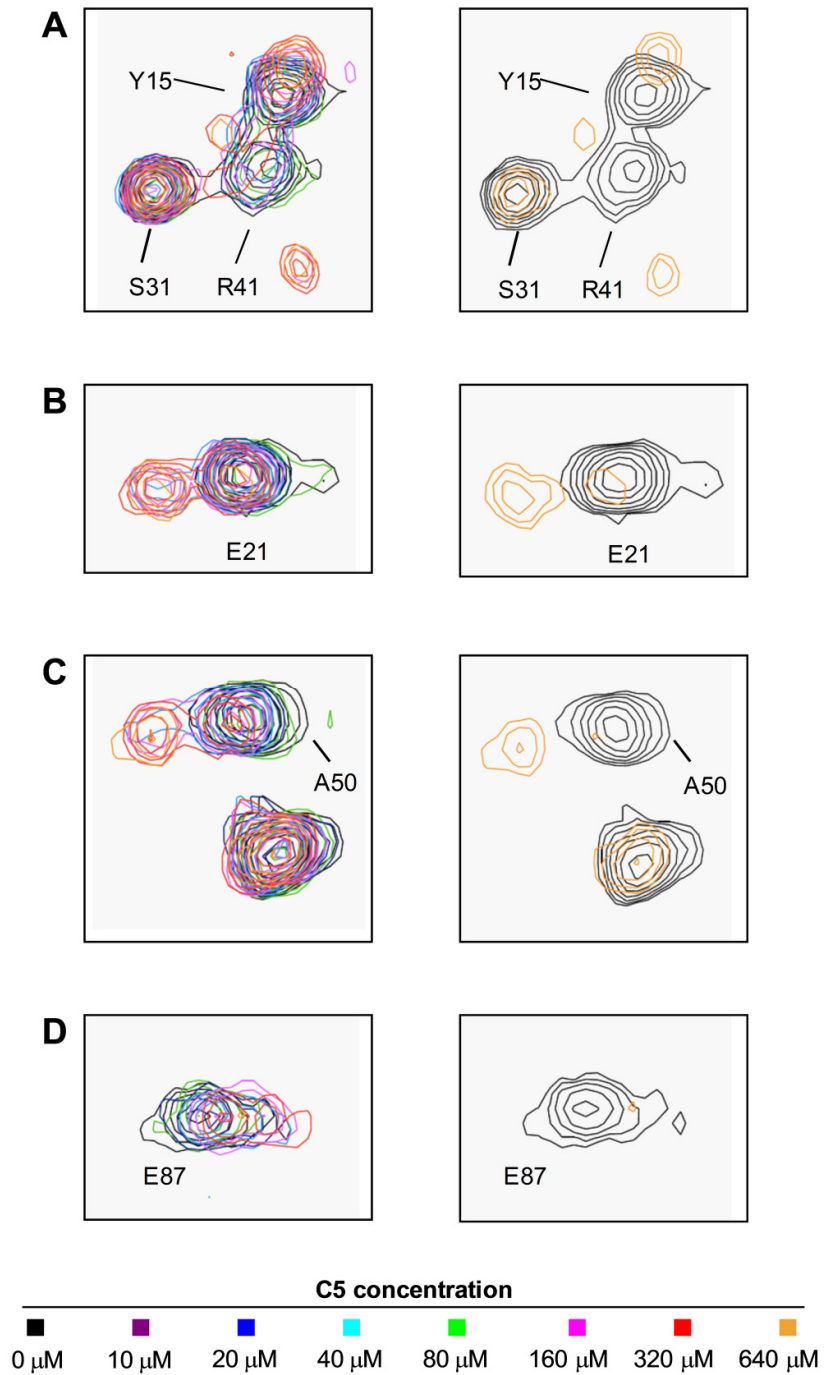 A
Y15
Y15
S31
R41
S31
R41
B
E21
E21
C
A50
A50
D
E87
E87
C5 concentration
0 μM 10 μM 20 μM 40 μM 80 μM 160 μM 320 μM 640 μM